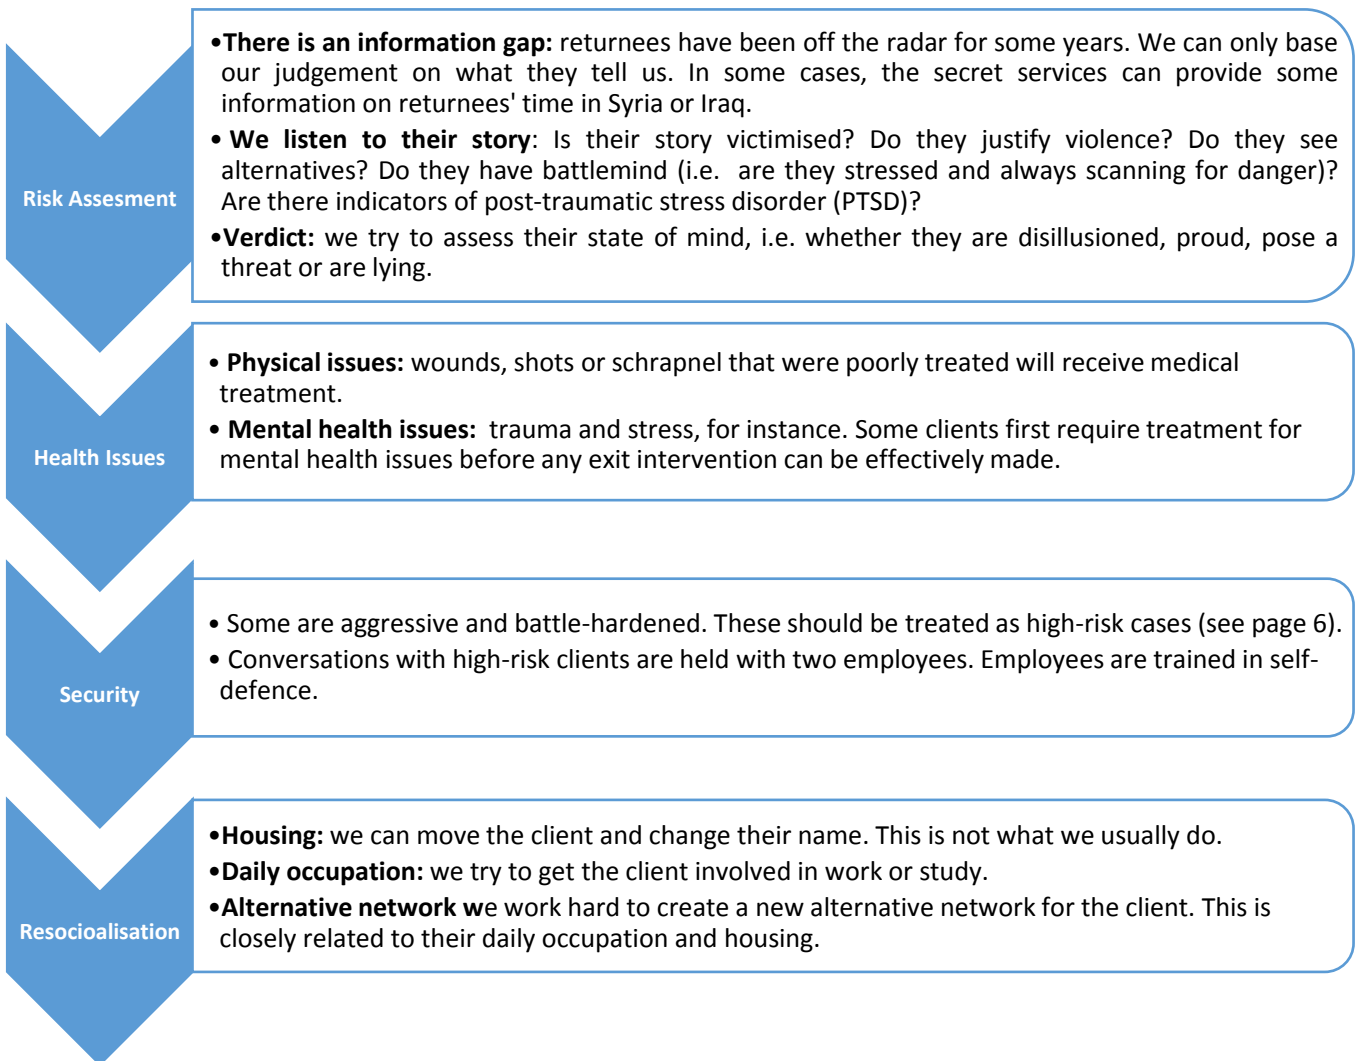 Risk Assesment
•There is an information gap: returnees have been off the radar for some years. We can only base
our judgement on what they tell us. In some cases, the secret services can provide some
information on returnees' time in Syria or Iraq.
• We listen to their story: Is their story victimised? Do they justify violence? Do they see
alternatives? Do they have battlemind (i.e. are they stressed and always scanning for danger)?
Are there indicators of post-traumatic stress disorder (PTSD)?
•Verdict: we try to assess their state of mind, i.e. whether they are disillusioned, proud, pose a
threat or are lying.
Health Issues
• Physical issues: wounds, shots or schrapnel that were poorly treated will receive medical
treatment.
• Mental health issues: trauma and stress, for instance. Some clients first require treatment for
mental health issues before any exit intervention can be effectively made.
Security
• Some are aggressive and battle-hardened. These should be treated as high-risk cases (see page 6).
• Conversations with high-risk clients are held with two employees. Employees are trained in self-
defence.
Resocioalisation
•Housing: we can move the client and change their name. This is not what we usually do.
•Daily occupation: we try to get the client involved in work or study.
•Alternative network we work hard to create a new alternative network for the client. This is
closely related to their daily occupation and housing.